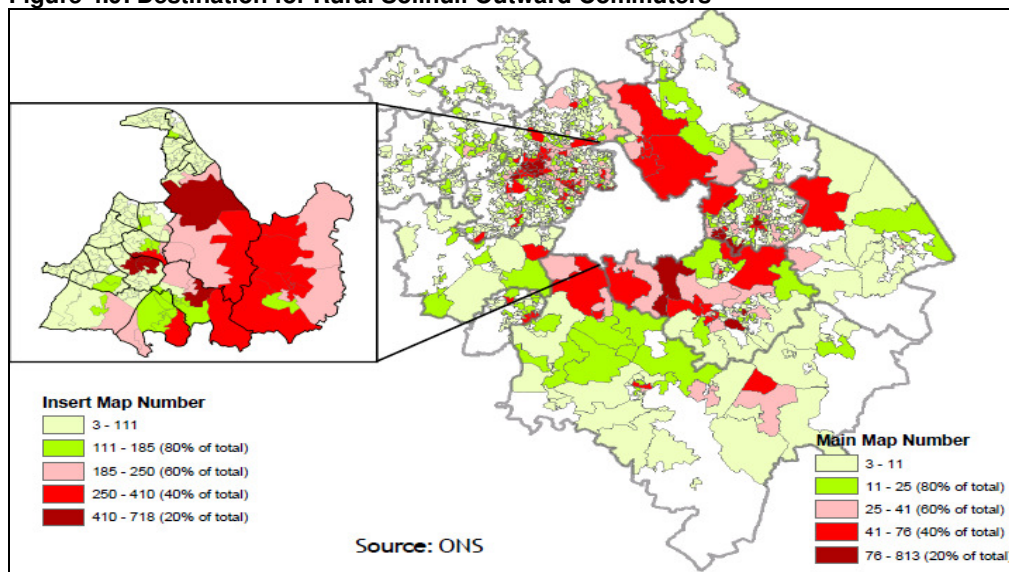 Figure 4.9: Destination for Rural Solihull Outward Commuters
Insert Map Number
3 - 111
111 - 185 (80% of total)
185 - 250 (60% of total)
250 - 410 (40% of total)
410 - 718 (20% of total)
Source: ONS
Main Map Number
3 - 11
11 - 25 (80% of total)
25 - 41 (60% of total)
41 - 76 (40% of total)
76 - 813 (20% of total)